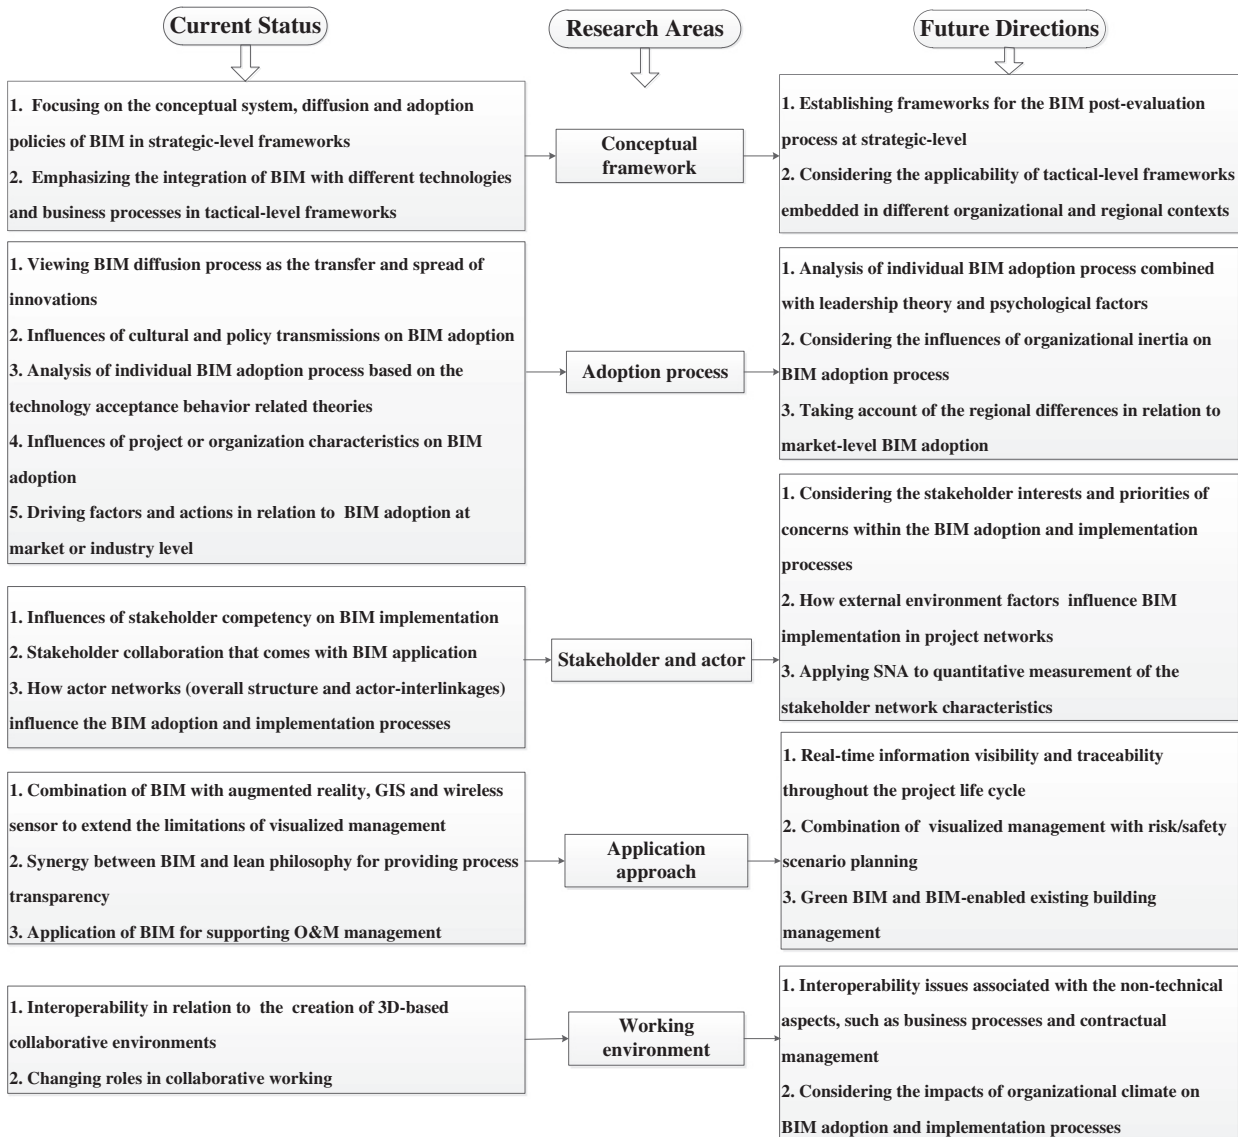 Current Status
Research Areas
Future Directions
1. Focusing on the conceptual system, diffusion and adoption
policies of BIM in strategic-level frameworks
2. Emphasizing the integration of BIM with different technologies
and business processes in tactical-level frameworks
Conceptual
framework
1. Establishing frameworks for the BIM post-evaluation
process at strategic-level
2. Considering the applicability of tactical-level frameworks
embedded in different organizational and regional contexts
1. Viewing BIM diffusion process as the transfer and spread of
innovations
2. Influences of cultural and policy transmissions on BIM adoption
3. Analysis of individual BIM adoption process based on the
technology acceptance behavior related theories
4. Influences of project or organization characteristics on BIM
adoption
5. Driving factors and actions in relation to BIM adoption at
market or industry level
Adoption process
1. Analysis of individual BIM adoption process combined
with leadership theory and psychological factors
2. Considering the influences of organizational inertia on
BIM adoption process
3. Taking account of the regional differences in relation to
market-level BIM adoption
1. Influences of stakeholder competency on BIM implementation
2. Stakeholder collaboration that comes with BIM application
3. How actor networks (overall structure and actor-interlinkages)
influence the BIM adoption and implementation processes
Stakeholder and actor
1. Considering the stakeholder interests and priorities of
concerns within the BIM adoption and implementation
processes
2. How external environment factors influence BIM
implementation in project networks
3. Applying SNA to quantitative measurement of the
stakeholder network characteristics
1. Combination of BIM with augmented reality, GIS and wireless
sensor to extend the limitations of visualized management
2. Synergy between BIM and lean philosophy for providing process
transparency
3. Application of BIM for supporting O&M management
Application
approach
1. Real-time information visibility and traceability
throughout the project life cycle
2. Combination of visualized management with risk/safety
scenario planning
3. Green BIM and BIM-enabled existing building
management
1. Interoperability in relation to the creation of 3D-based
collaborative environments
2. Changing roles in collaborative working
Working
environment
1. Interoperability issues associated with the non-technical
aspects, such as business processes and contractual
management
2. Considering the impacts of organizational climate on
BIM adoption and implementation processes